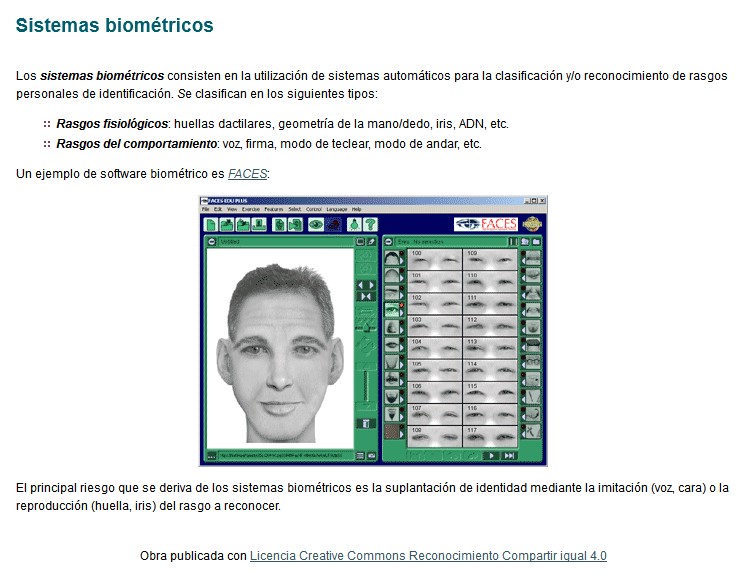 Sistemas biométricos
Los sistemas biométricos consisten en la utilización de sistemas automáticos para la clasificación y/o reconocimiento de rasgos
personales de identificación. Se clasifican en los siguientes tipos:
Rasgos fisiológicos: huellas dactilares, geometría de la mano/dedo, iris, ADN, etc.
Rasgos del comportamiento: voz, firma, modo de teclear, modo de andar, etc.
Un ejemplo de software biométrico es FACES:
FACES EDU PLUS
File Edit View Exercise Features Select Control Language Help
FACES
Untitled
Eyes: No selection
100 109
101 110
102 111
103 112
104 113
105 114
106 115
107 116
108 117
El principal riesgo que se deriva de los sistemas biométricos es la suplantación de identidad mediante la imitación (voz, cara) o la
reproducción (huella, iris) del rasgo a reconocer.
Obra publicada con Licencia Creative Commons Reconocimiento Compartir igual 4.0